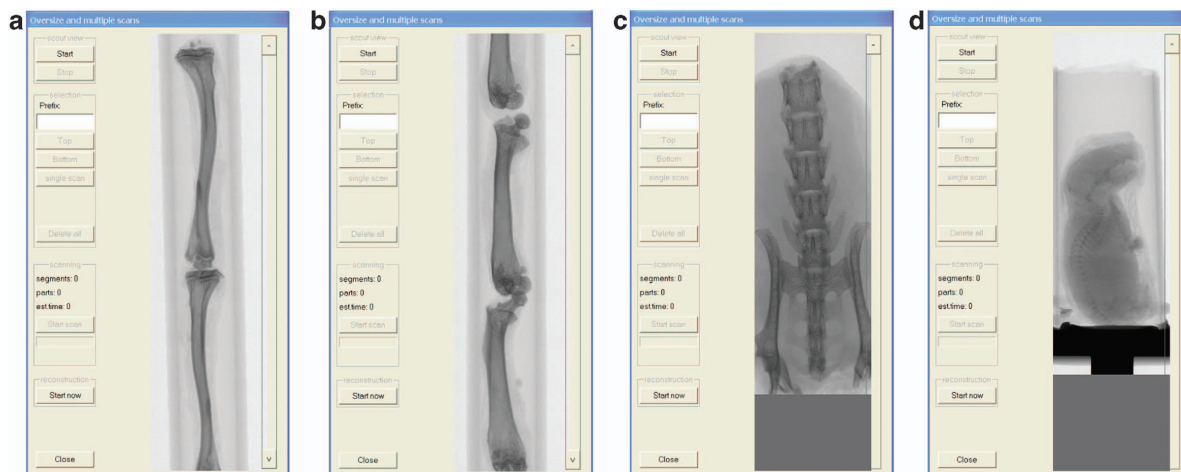 a
Oversize and multiple scans
scout view
Start
Stop
selection
Prefix:
Top
Bottom
single scan
Delete all
scanning
segments: 0
parts: 0
est.time: 0
Start scan
reconstruction
Start now
Close
b
Oversize and multiple scans
scout view
Start
Stop
selection
Prefix:
Top
Bottom
single scan
Delete all
scanning
segments: 0
parts: 0
est.time: 0
Start scan
reconstruction
Start now
Close
c
Oversize and multiple scans
scout view
Start
Stop
selection
Prefix:
Top
Bottom
single scan
Delete all
scanning
segments: 0
parts: 0
est.time: 0
Start scan
reconstruction
Start now
Close
d
Oversize and multiple scans
scout view
Start
Stop
selection
Prefix:
Top
Bottom
single scan
Delete all
scanning
segments: 0
parts: 0
est.time: 0
Start scan
reconstruction
Start now
Close